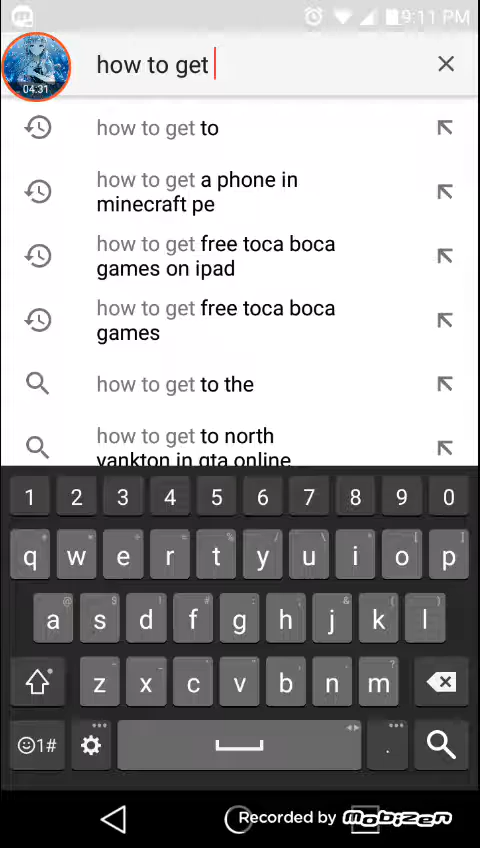 9:11 PM
04:31
how to get
how to get to
how to get a phone in
minecraft pe
how to get free toca boca
games on ipad
how to get free toca boca
games
how to get to the
how to get to north
yankton in gta online
1 2 3 4 5 6 7 8 9 0
q w e r t y u i o p
a s d f g h j k l
z x c v b n m
1#
.
Recorded by mobizen